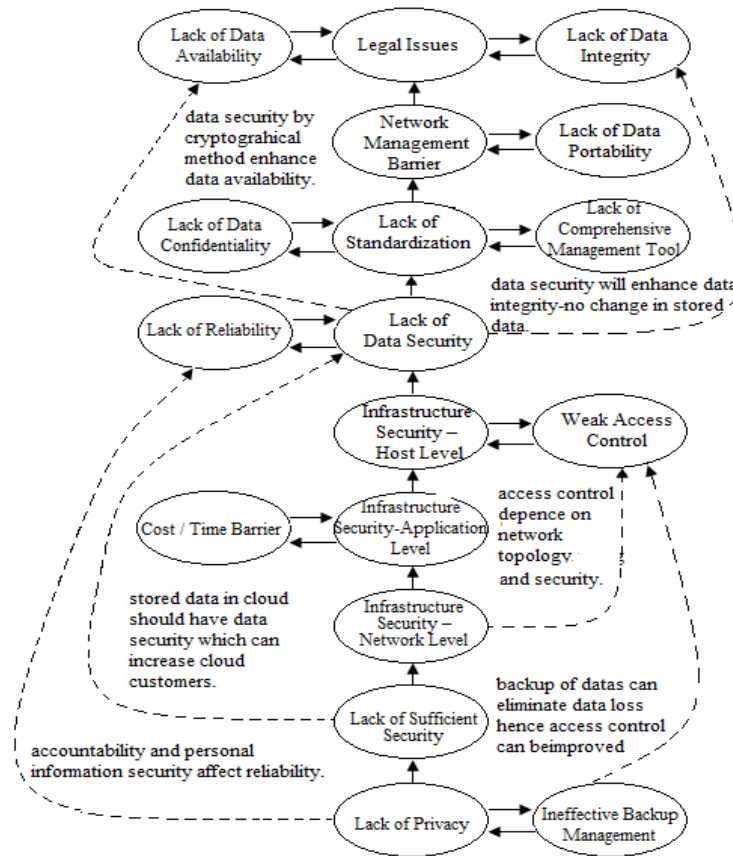 Lack of Data
Availability
Legal Issues
Lack of Data
Integrity
data security by
cryptograhical
method enhance
data availability.
Network
Management
Barrier
Lack of Data
Portability
Lack of Data
Confidentiality
Lack of
Standardization
Lack of
Comprehensive
Management Tool
data security will enhance data
integrity-no change in stored
data.
Lack of Reliability
Lack of
Data Security
Infrastructure
Security –
Host Level
Weak Access
Control
Cost / Time Barrier
Infrastructure
Security-Application
Level
access control
depence on
network
topology.
and security.
stored data in cloud
should have data
security which can
increase cloud
customers.
Infrastructure
Security – Network Level
Lack of Sufficient
Security
backup of datas can
eliminate data loss
hence access control
can beimproved
accountability and personal
information security affect reliability.
Lack of Privacy
Ineffective Backup
Management